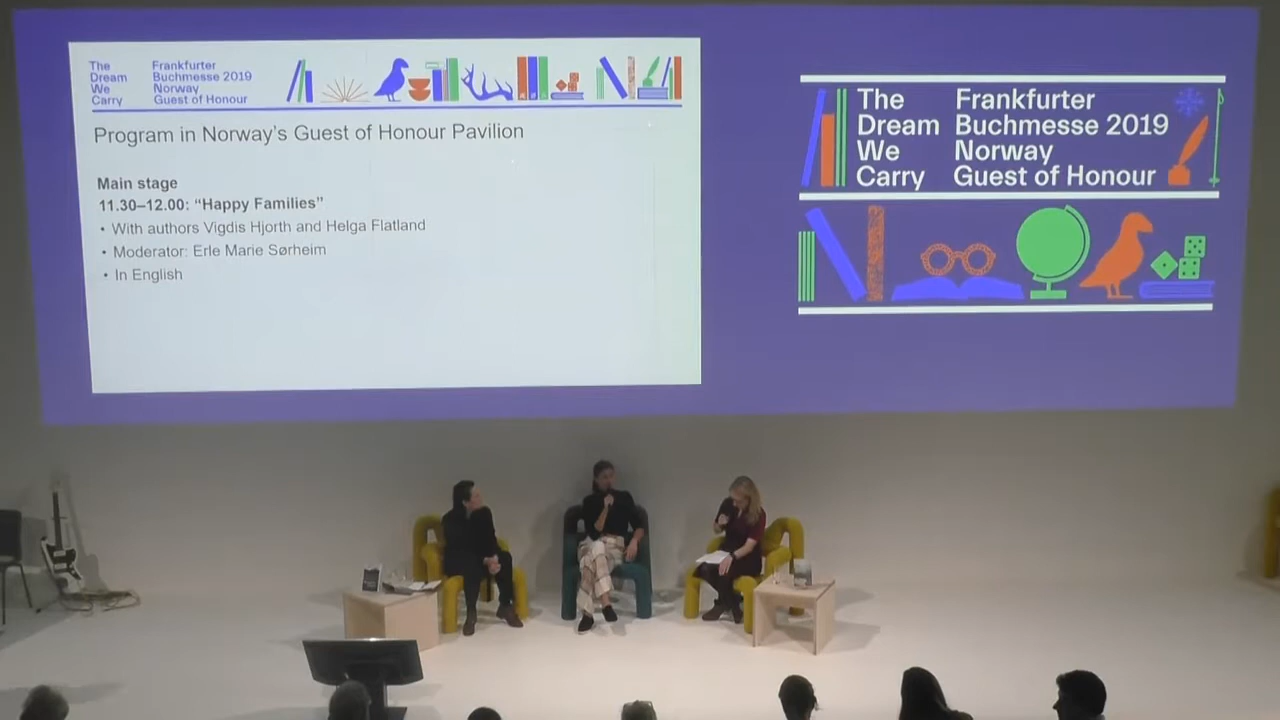 The
Dream
We
Carry
Frankfurter
Buchmesse 2019
Norway
Guest of Honour
Program in Norway's Guest of Honour Pavilion
Main stage
11.30–12.00: “Happy Families”
• With authors Vigdis Hjorth and Helga Flatland
• Moderator: Erle Marie Sørheim
• In English
The
Dream
We
Carry
Frankfurter
Buchmesse 2019
Norway
Guest of Honour